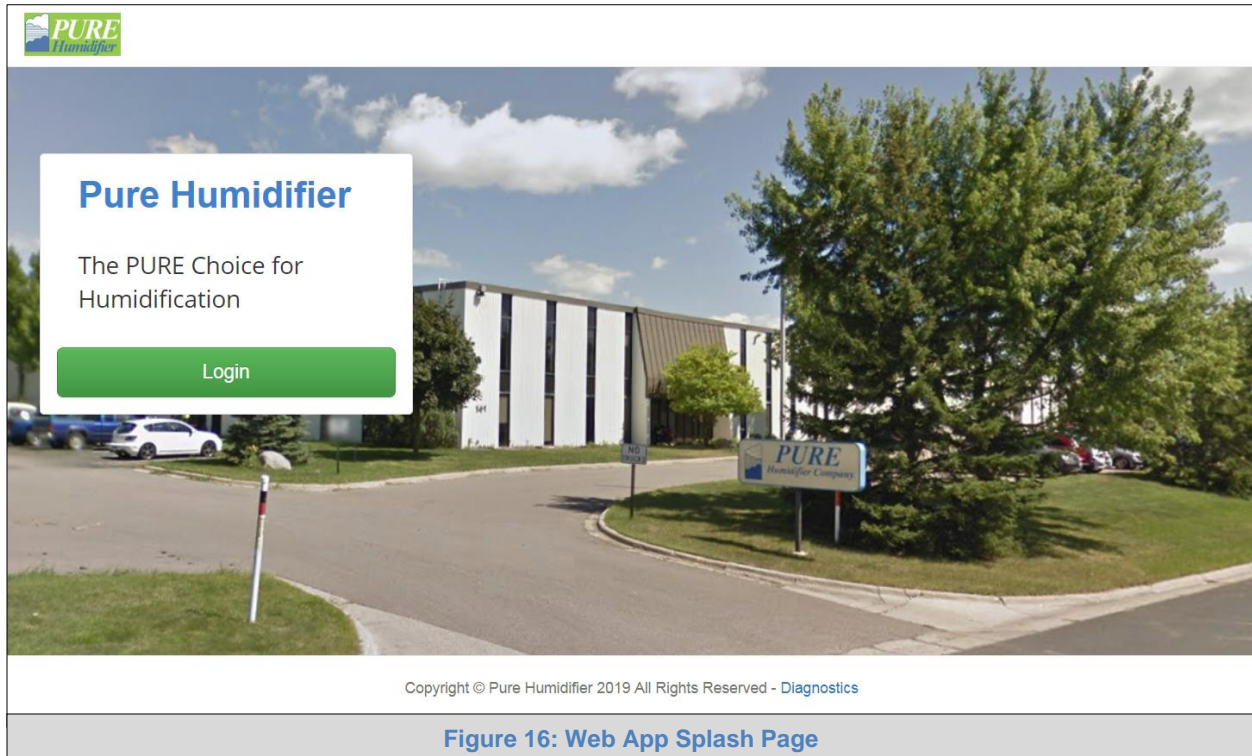 PURE
Humidifier
Pure Humidifier
The PURE Choice for
Humidification
Login
141
NO
TRUCKS
PURE
Humidifier Company
Copyright © Pure Humidifier 2019 All Rights Reserved - Diagnostics
Figure 16: Web App Splash Page